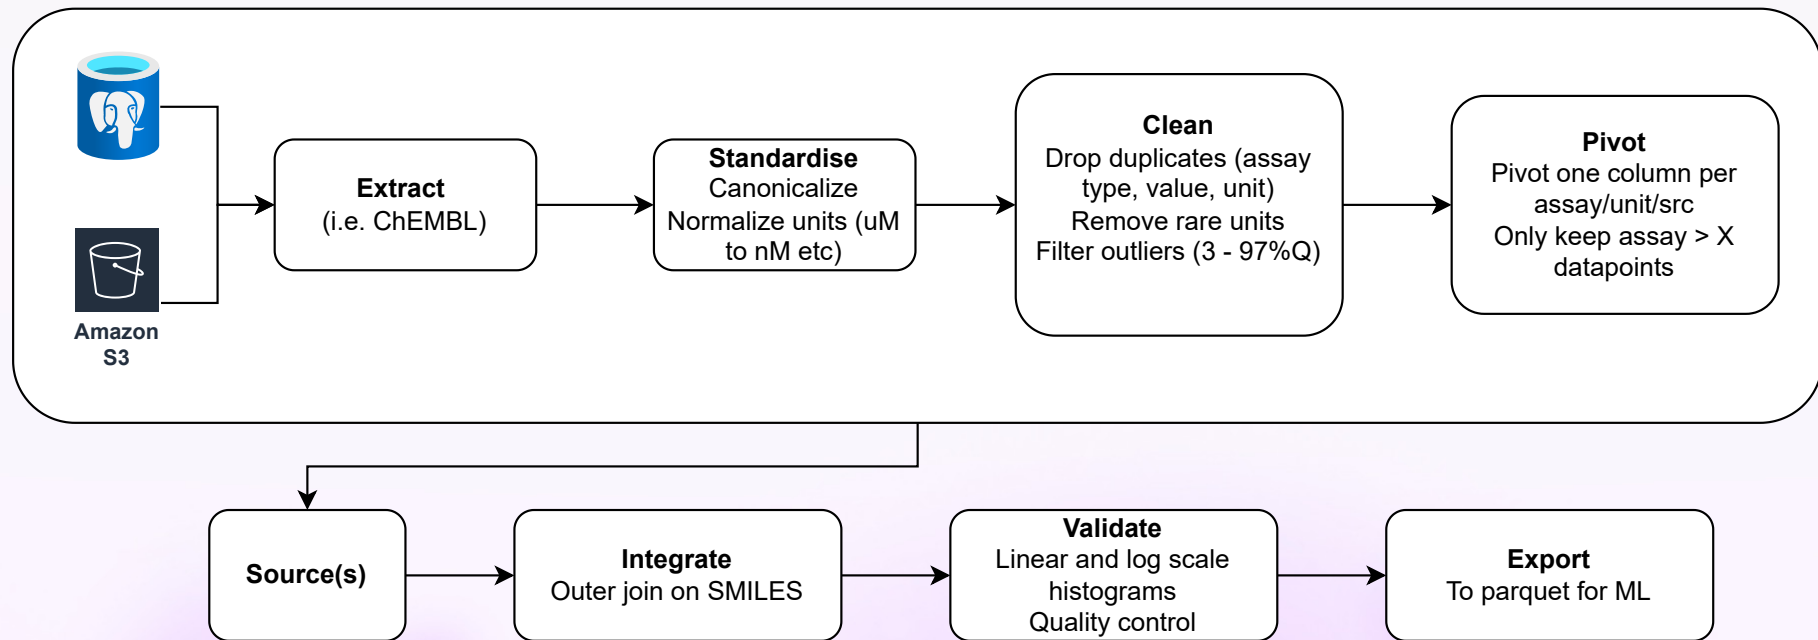 Amazon
S3
Extract
(i.e. ChEMBL)
Standardise
Canonicalize
Normalize units (uM
to nM etc)
Clean
Drop duplicates (assay
type, value, unit)
Remove rare units
Filter outliers (3 - 97%Q)
Pivot
Pivot one column per
assay/unit/src
Only keep assay > X
datapoints
Source(s)
Integrate
Outer join on SMILES
Validate
Linear and log scale
histograms
Quality control
Export
To parquet for ML